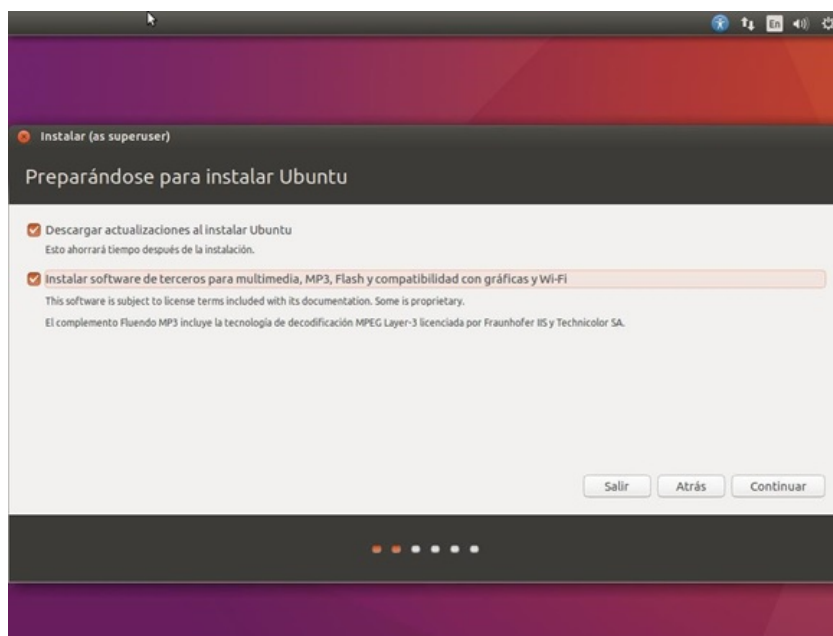 En
Instalar (as superuser)
Preparándose para instalar Ubuntu
Descargar actualizaciones al instalar Ubuntu
Esto ahorrará tiempo después de la instalación.
Instalar software de terceros para multimedia, MP3, Flash y compatibilidad con gráficas y Wi-Fi
This software is subject to license terms included with its documentation. Some is proprietary.
El complemento Fluendo MP3 incluye la tecnología de decodificación MPEG Layer-3 licenciada por Fraunhofer IIS y Technicolor SA.
Salir Atrás Continuar